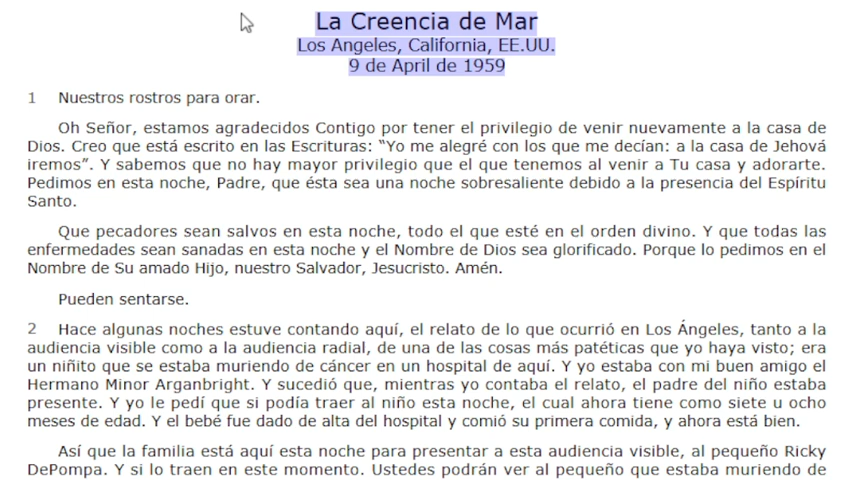 La Creencia de Mar
Los Angeles, California, EE.UU.
9 de April de 1959
1 Nuestros rostros para orar.
Oh Señor, estamos agradecidos Contigo por tener el privilegio de venir nuevamente a la casa de
Dios. Creo que está escrito en las Escrituras: “Yo me alegré con los que me decían: a la casa de Jehová
iremos”. Y sabemos que no hay mayor privilegio que el que tenemos al venir a Tu casa y adorarte.
Pedimos en esta noche, Padre, que ésta sea una noche sobresaliente debido a la presencia del Espíritu
Santo.
Que pecadores sean salvos en esta noche, todo el que esté en el orden divino. Y que todas las
enfermedades sean sanadas en esta noche y el Nombre de Dios sea glorificado. Porque lo pedimos en el
Nombre de Su amado Hijo, nuestro Salvador, Jesucristo. Amén.
Pueden sentarse.
2 Hace algunas noches estuve contando aquí, el relato de lo que ocurrió en Los Ángeles, tanto a la
audiencia visible como a la audiencia radial, de una de las cosas más patéticas que yo haya visto; era
un niñito que se estaba muriendo de cáncer en un hospital de aquí. Y yo estaba con mi buen amigo el
Hermano Minor Arganbright. Y sucedió que, mientras yo contaba el relato, el padre del niño estaba
presente. Y yo le pedí que si podía traer al niño esta noche, el cual ahora tiene como siete u ocho
meses de edad. Y el bebé fue dado de alta del hospital y comió su primera comida, y ahora está bien.
Así que la familia está aquí esta noche para presentar a esta audiencia visible, al pequeño Ricky
DePompa. Y si lo traen en este momento. Ustedes podrán ver al pequeño que estaba muriendo de